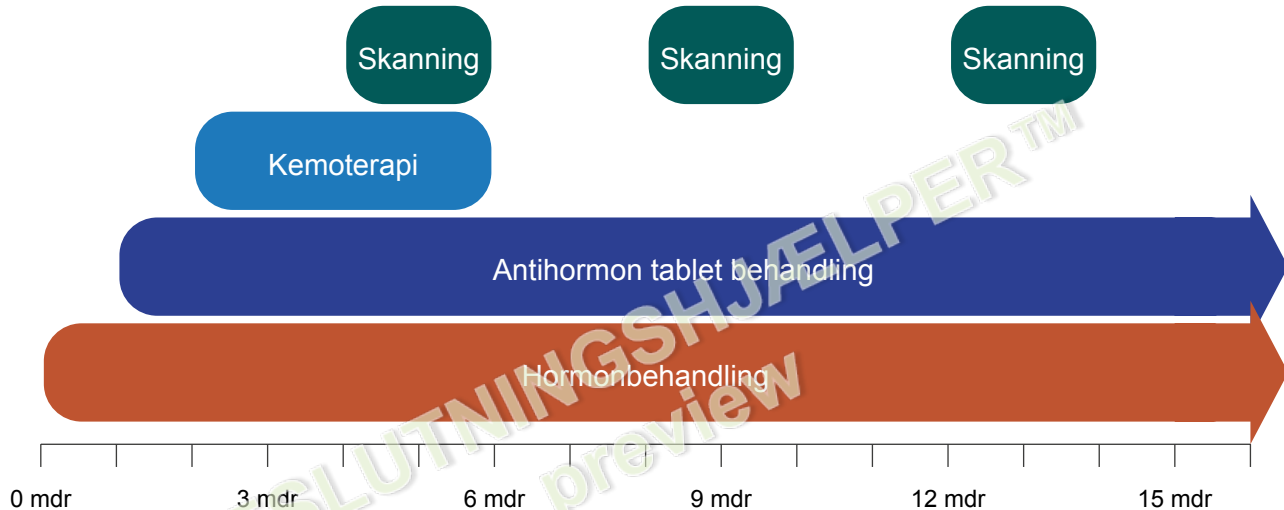 Skanning Skanning Skanning
Kemoterapi
Antihormon tablet behandling
Hormonbehandling
SLUTNINGSHJÆLPER™
preview
0 mdr 3 mdr 6 mdr 9 mdr 12 mdr 15 mdr